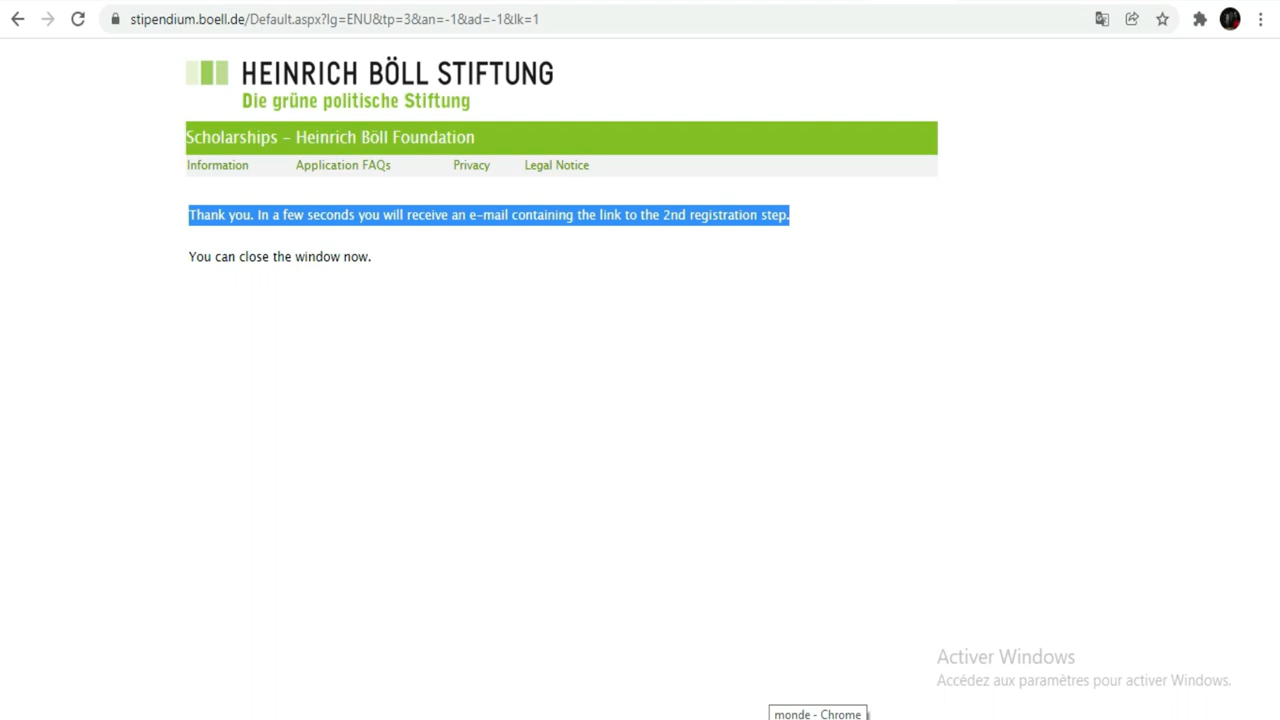 stipendium.boell.de/Default.aspx?lg=ENU&tp=3&an=-1&ad=-1&lk=1
HEINRICH BÖLL STIFTUNG
Die grüne politische Stiftung
Scholarships – Heinrich Böll Foundation
Information Application FAQs Privacy Legal Notice
Thank you. In a few seconds you will receive an e-mail containing the link to the 2nd registration step.
You can close the window now.
Activer Windows
Accédez aux paramètres pour activer Windows.
monde - Chrome